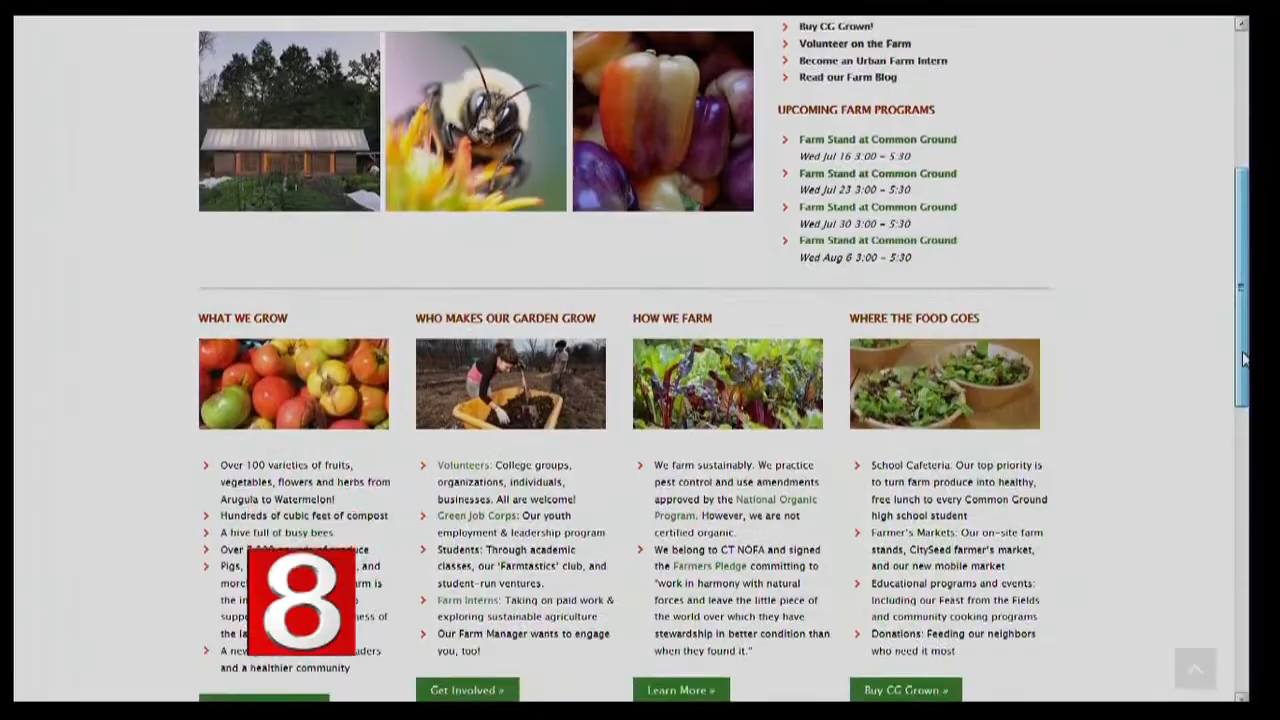 Buy CG Grown!
Volunteer on the Farm
Become an Urban Farm Intern
Read our Farm Blog
UPCOMING FARM PROGRAMS
Farm Stand at Common Ground
Wed Jul 16 3:00 - 5:30
Farm Stand at Common Ground
Wed Jul 23 3:00 - 5:30
Farm Stand at Common Ground
Wed Jul 30 3:00 - 5:30
Farm Stand at Common Ground
Wed Aug 6 3:00 - 5:30
WHAT WE GROW
Over 100 varieties of fruits,
vegetables, flowers and herbs from
Arugula to Watermelon!
Hundreds of cubic feet of compost
A hive full of busy bees
Over
Pigs, and
more
the
of
the
A
and a healthier community
8
WHO MAKES OUR GARDEN GROW
Volunteers: College groups,
organizations, individuals,
businesses. All are welcome!
Green Job Corps: Our youth
employment & leadership program
Students: Through academic
classes, our 'Farmtastics' club, and
student-run ventures.
Farm Interns: Taking on paid work &
exploring sustainable agriculture
Our Farm Manager wants to engage
you, too!
Get Involved »
HOW WE FARM
We farm sustainably. We practice
pest control and use amendments
approved by the National Organic
Program. However, we are not
certified organic.
We belong to CT NOFA and signed
the Farmers Pledge committing to
"work in harmony with natural
forces and leave the little piece of
the world over which they have
stewardship in better condition than
when they found it."
Learn More »
WHERE THE FOOD GOES
School Cafeteria: Our top priority is
to turn farm produce into healthy,
free lunch to every Common Ground
high school student
Farmer's Markets: Our on-site farm
stands, CitySeed farmer's market,
and our new mobile market
Educational programs and events:
Including our Feast from the Fields
and community cooking programs
Donations: Feeding our neighbors
who need it most
Buy CG Grown »